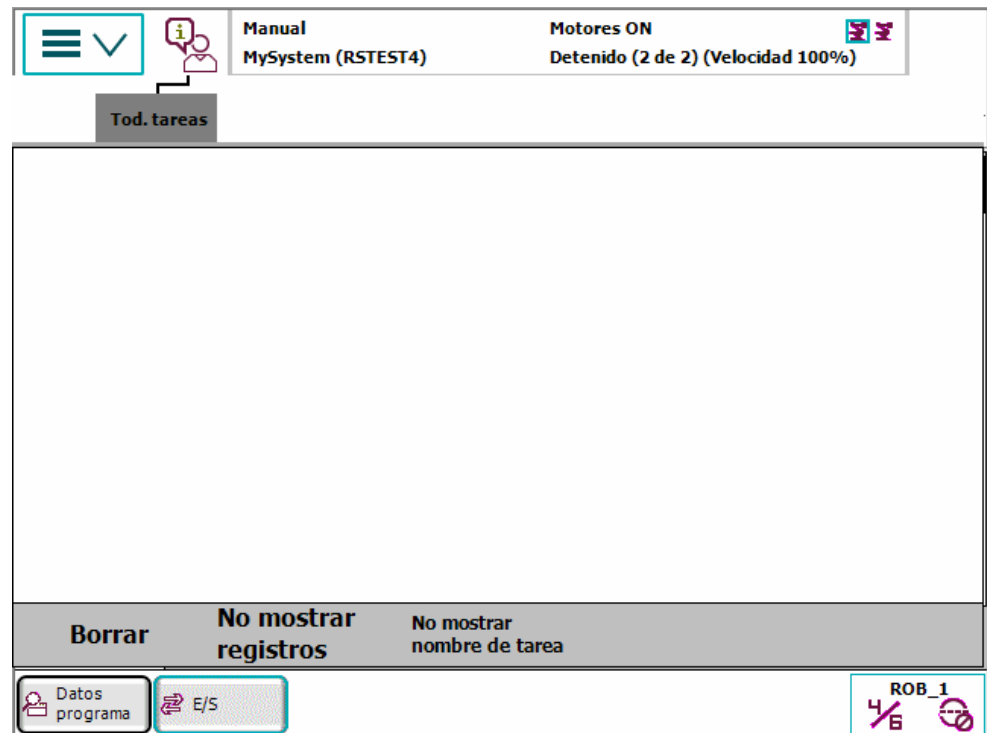 Manual
MySystem (RSTEST4)
Motores ON
Detenido (2 de 2) (Velocidad 100%)
Tod. tareas
Borrar
No mostrar
registros
No mostrar
nombre de tarea
Datos
programa
E/S
ROB_1